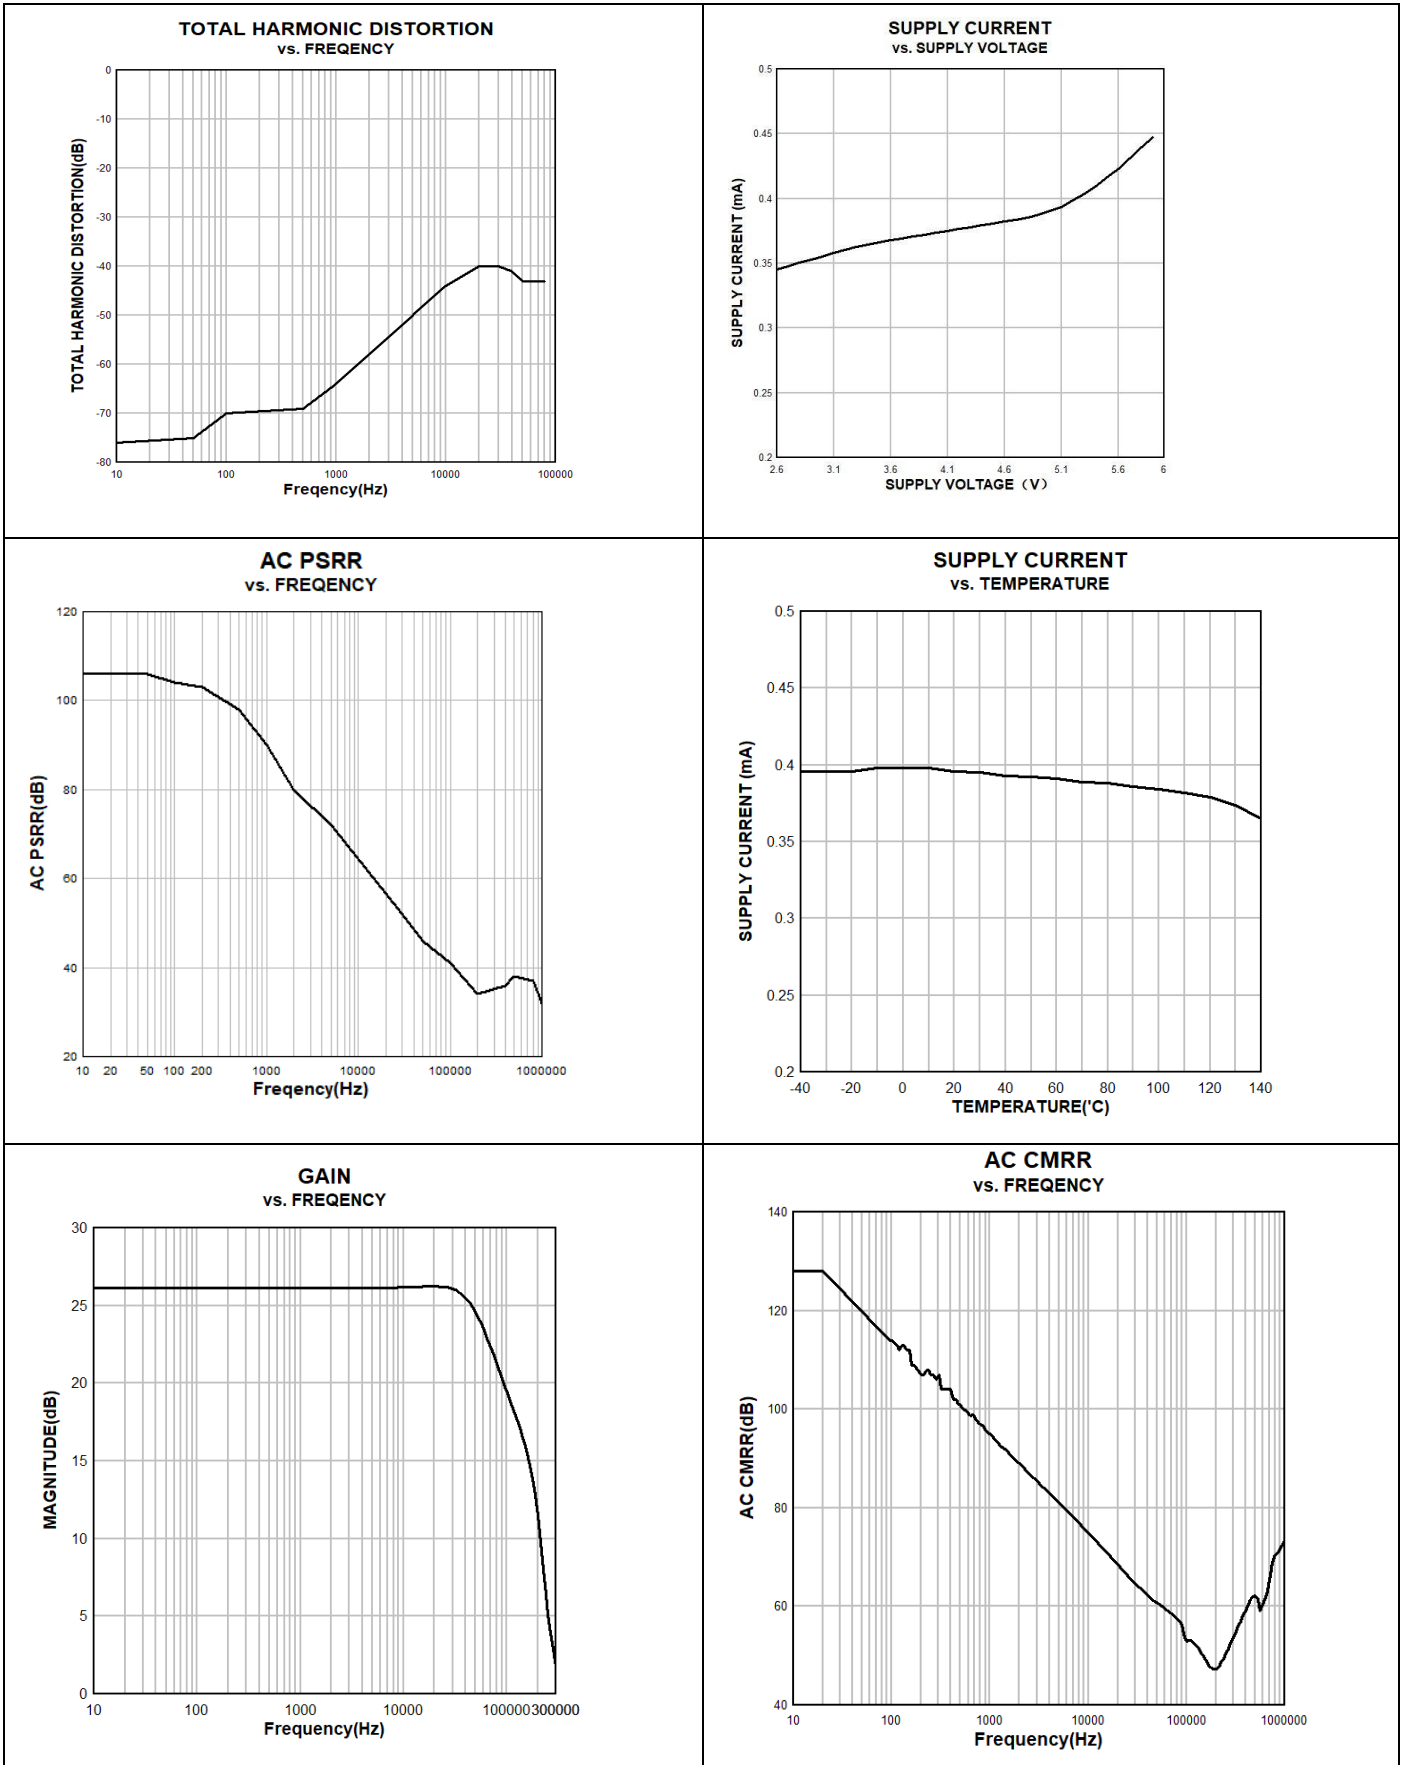 TOTAL HARMONIC DISTORTION
vs. FREQENCY
TOTAL HARMONIC DISTORTION(dB)
0
-10
-20
-30
-40
-50
-60
-70
-80
10 100 1000 10000 100000
Freqency(Hz)
SUPPLY CURRENT
vs. SUPPLY VOLTAGE
SUPPLY CURRENT (mA)
0.5
0.45
0.4
0.35
0.3
0.25
0.2
2.6 3.1 3.6 4.1 4.6 5.1 5.6 6
SUPPLY VOLTAGE（V）
AC PSRR
vs. FREQENCY
AC PSRR(dB)
120
100
80
60
40
20
10 20 50 100 200 1000 10000 100000 1000000
Freqency(Hz)
SUPPLY CURRENT
vs. TEMPERATURE
SUPPLY CURRENT (mA)
0.5
0.45
0.4
0.35
0.3
0.25
0.2
-40 -20 0 20 40 60 80 100 120 140
TEMPERATURE('C)
GAIN
vs. FREQENCY
MAGNITUDE(dB)
30
25
20
15
10
5
0
10 100 1000 10000 100000 300000
Frequency(Hz)
AC CMRR
vs. FREQENCY
AC CMRR(dB)
140
120
100
80
60
40
10 100 1000 10000 100000 1000000
Freqency(Hz)